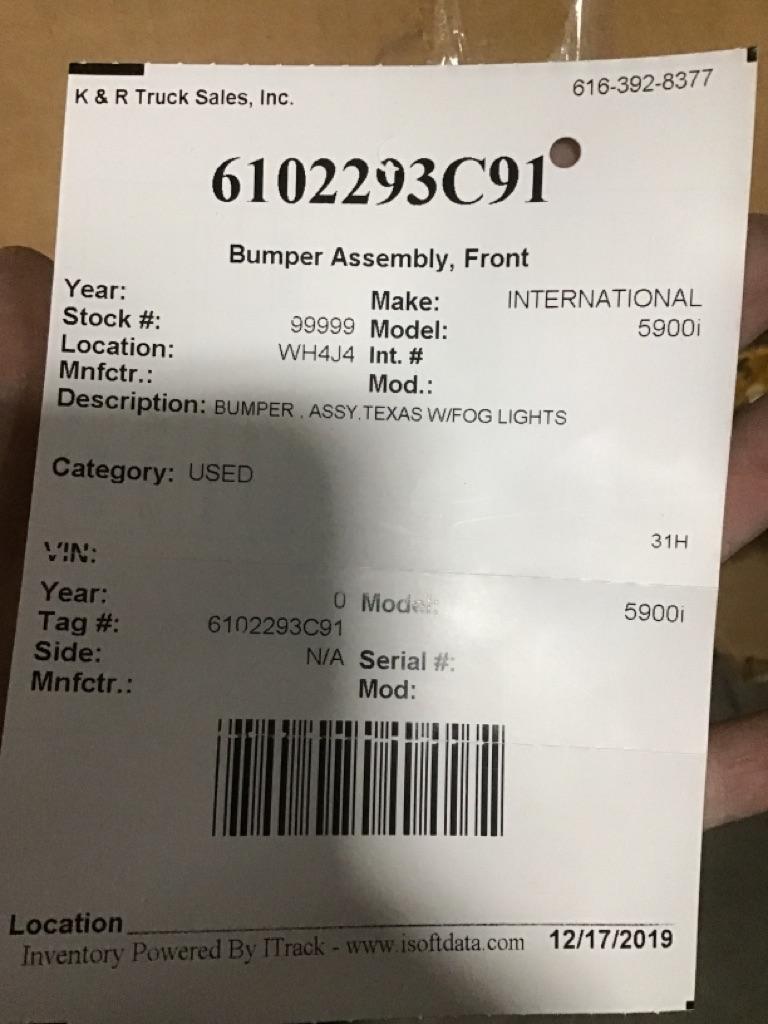 K & R Truck Sales, Inc. 616-392-8377
6102293C91
Bumper Assembly, Front
Year: Make: INTERNATIONAL
Stock #: 99999 Model: 5900i
Location: WH4J4 Int. #
Mnfctr.: Mod.:
Description: BUMPER , ASSY,TEXAS W/FOG LIGHTS
Category: USED
31H
VIN:
Year: 0 Model: 5900i
Tag #: 6102293C91
Side: N/A Serial #:
Mnfctr.: Mod:
Location
Inventory Powered By ITrack - www.isoftdata.com 12/17/2019